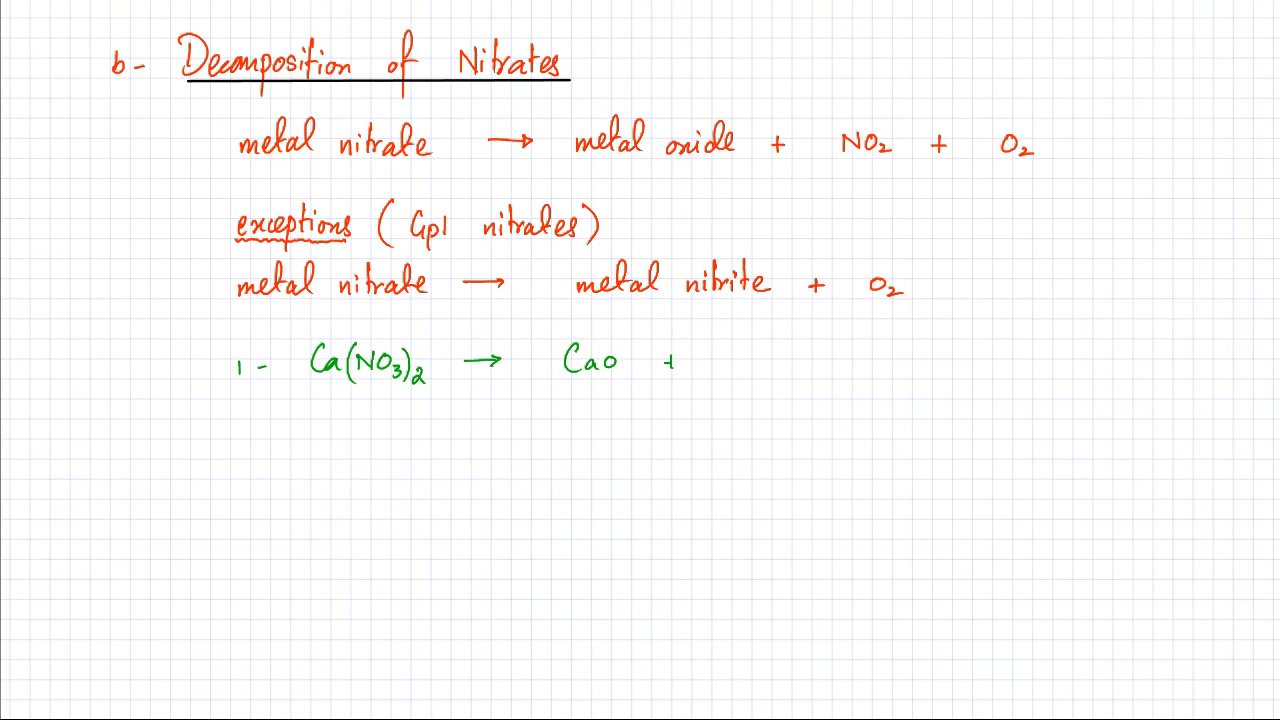 b- Decomposition of Nitrates
metal nitrate → metal oxide + NO₂ + O₂
exceptions (Gp1 nitrates)
metal nitrate → metal nitrite + O₂
1- Ca(NO₃)₂ → CaO +